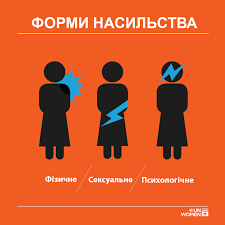 ФОРМИ НАСИЛЬСТВА
Фізичне / Сексуальне / Психологічне
UN
WOMEN